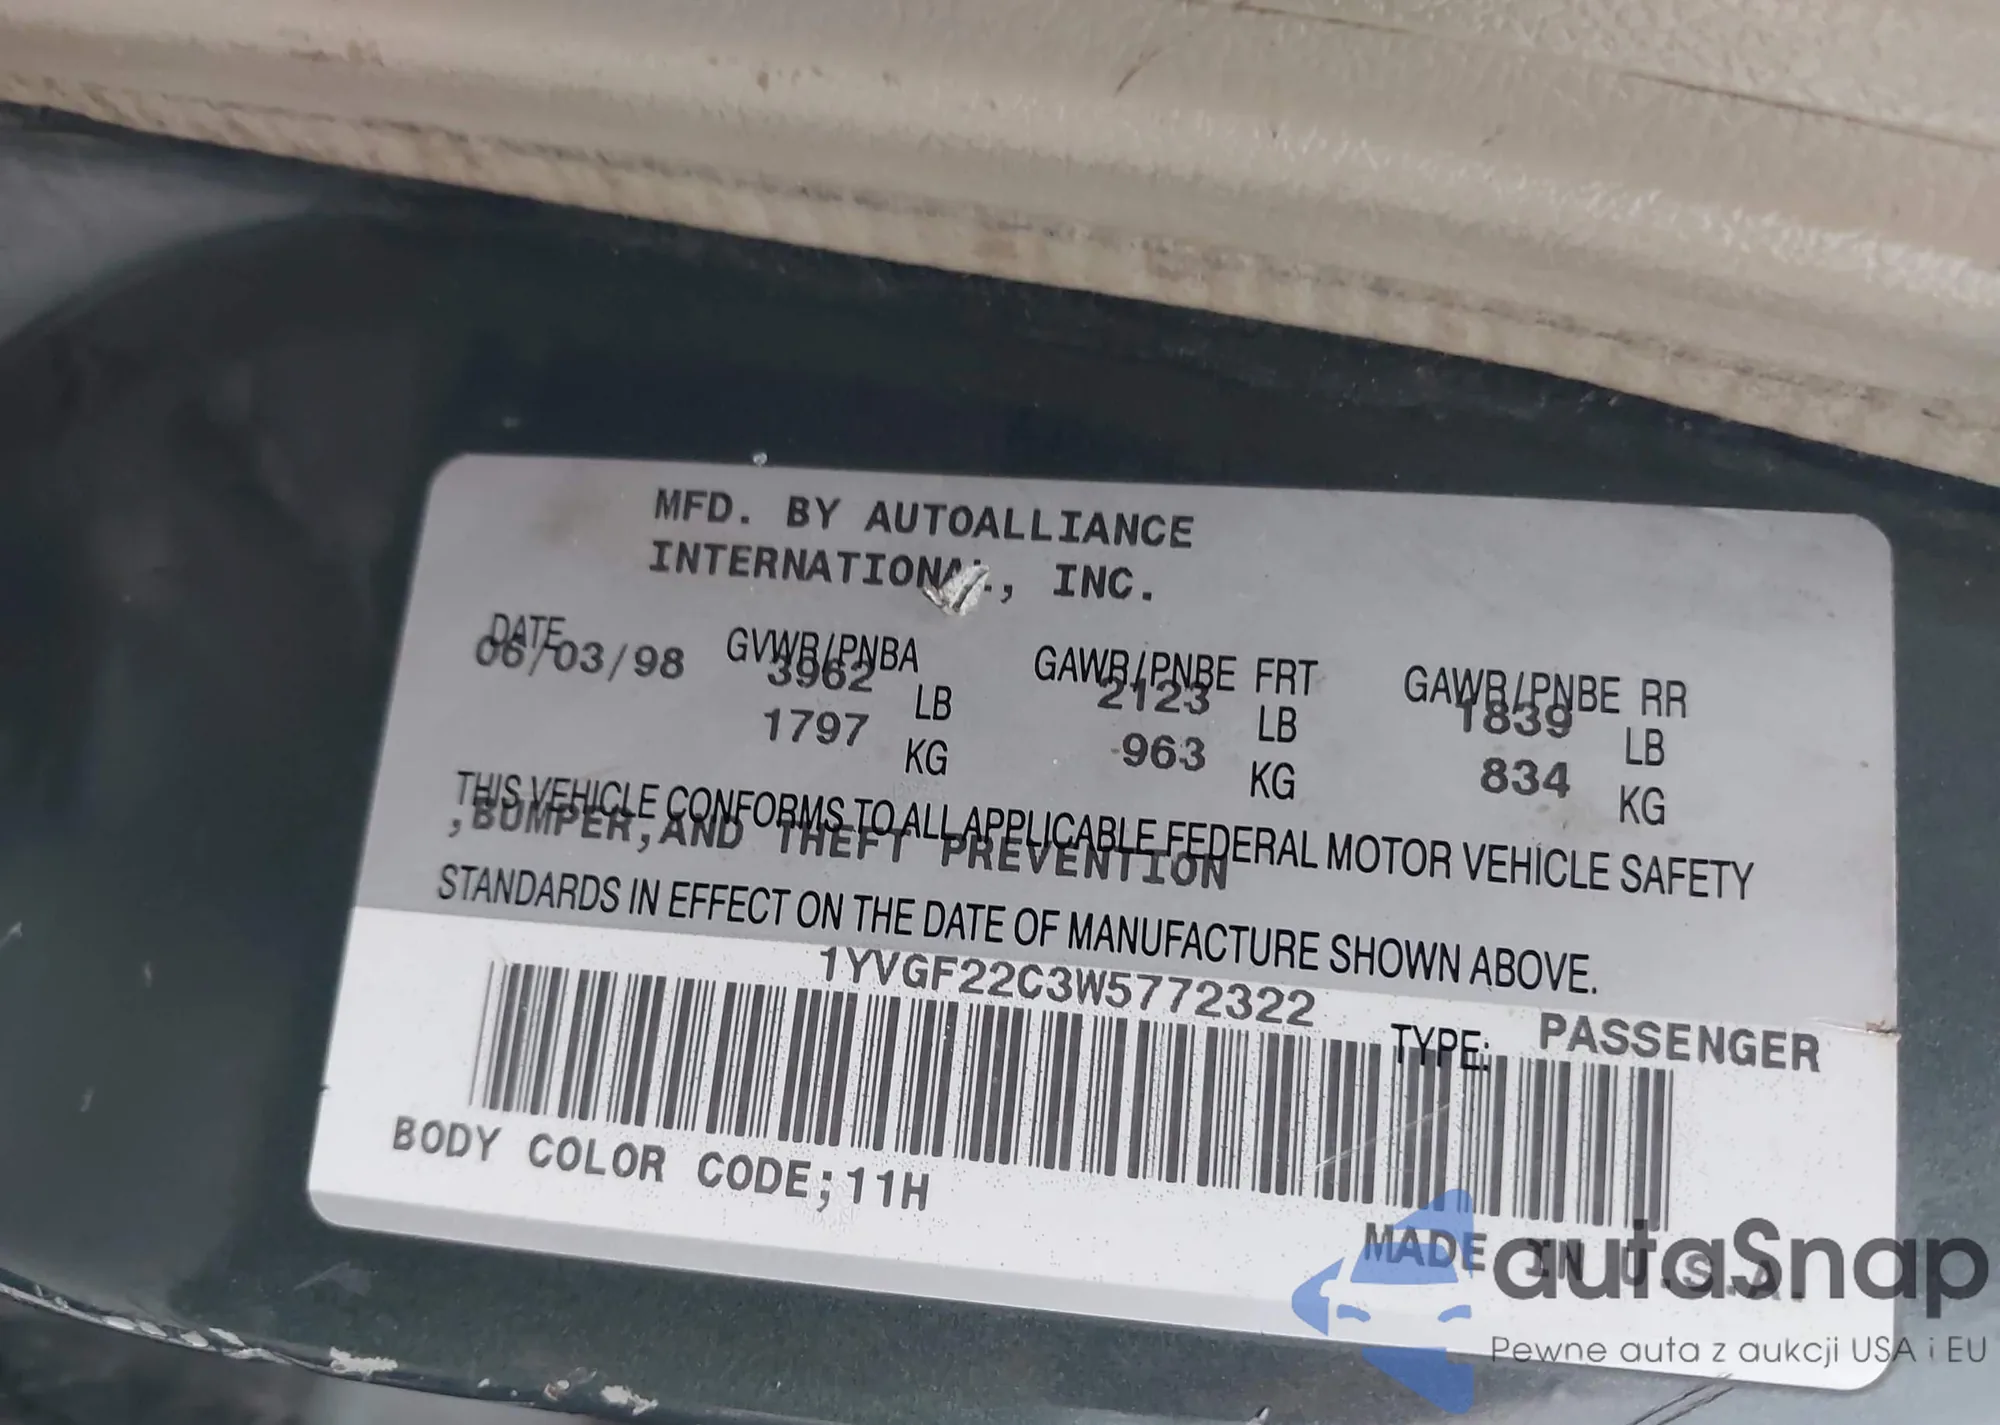 MFD. BY AUTOALLIANCE
INTERNATIONAL, INC.
DATE GVWR/PNBA GAWR/PNBE FRT GAWR/PNBE RR
06/03/98 3962 LB 2123 LB 1839 LB
1797 KG 963 KG 834 KG
THIS VEHICLE CONFORMS TO ALL APPLICABLE FEDERAL MOTOR VEHICLE SAFETY
,BUMPER,AND THEFT PREVENTION
STANDARDS IN EFFECT ON THE DATE OF MANUFACTURE SHOWN ABOVE.
1YVGF22C3W5772322
TYPE: PASSENGER
BODY COLOR CODE;11H
MADE IN U.S.A.
autaSnap
Pewne auta z aukcji USA i EU